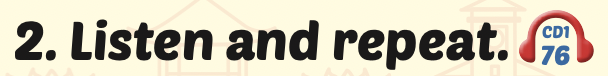 2. Listen and repeat.
CD1
76